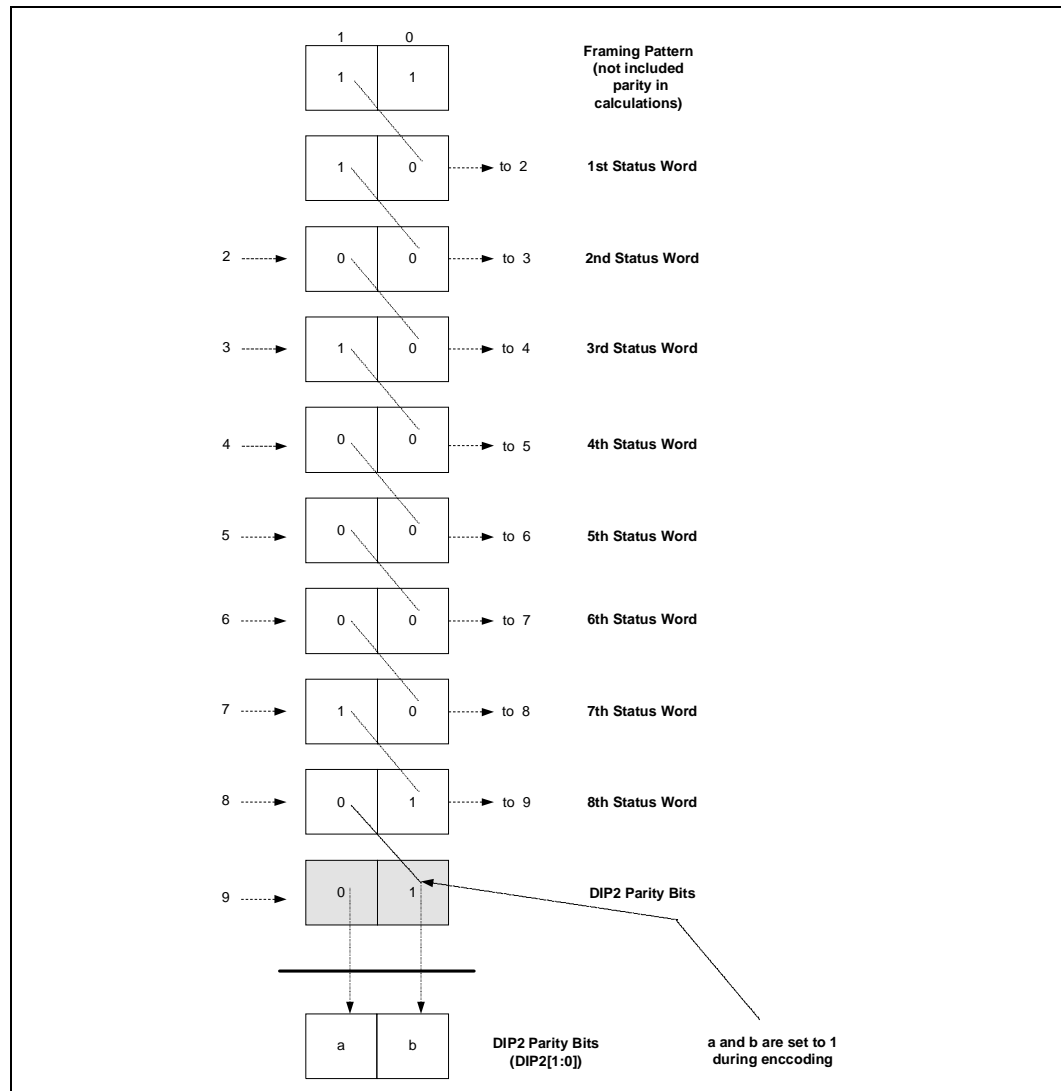 1 0
Framing Pattern
(not included
parity in
calculations)
1 1
1 0 to 2 1st Status Word
2 0 0 to 3 2nd Status Word
3 1 0 to 4 3rd Status Word
4 0 0 to 5 4th Status Word
5 0 0 to 6 5th Status Word
6 0 0 to 7 6th Status Word
7 1 0 to 8 7th Status Word
8 0 1 to 9 8th Status Word
9 0 1 DIP2 Parity Bits
a b
DIP2 Parity Bits
(DIP2[1:0])
a and b are set to 1
during enccoding